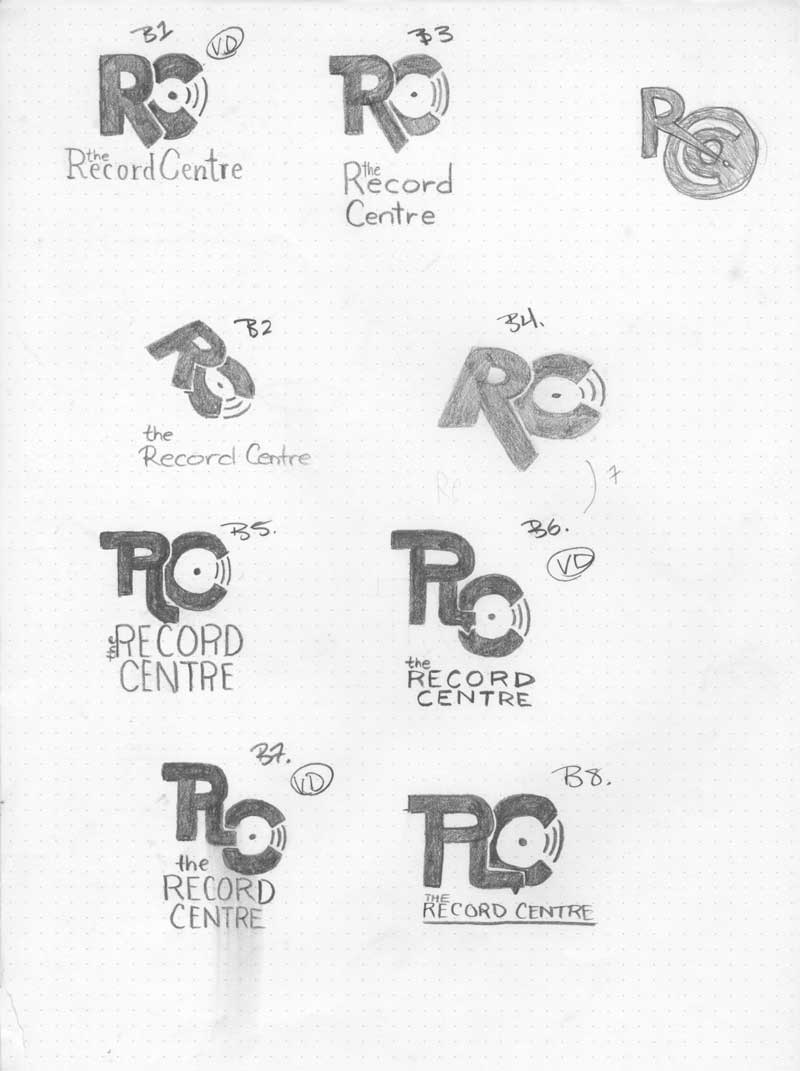 B1
VD
RC
the
Record Centre
B3
RC
the
Record
Centre
RC
B2
RC
the
Record Centre
B4.
RC
Re
7
B5.
RC
the RECORD
CENTRE
B6.
VD
RC
the
RECORD
CENTRE
B7.
VD
RC
the
RECORD
CENTRE
B8.
RC
THE
RECORD CENTRE